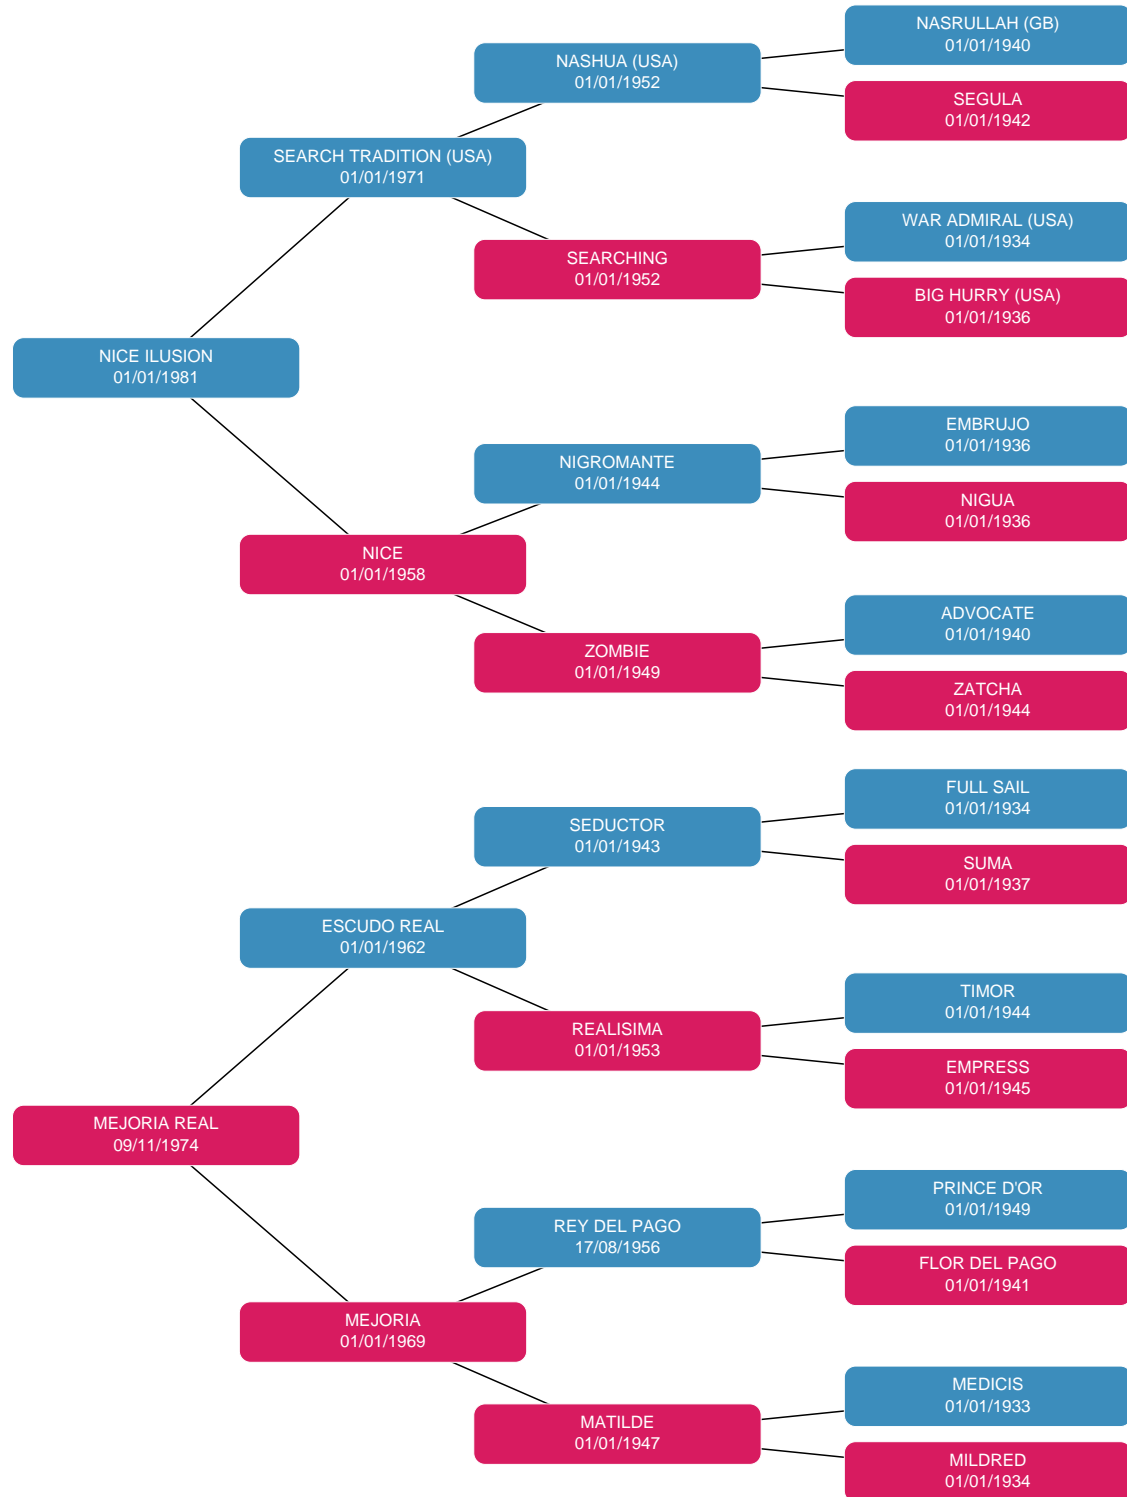 NASRULLAH (GB)
01/01/1940
NASHUA (USA)
01/01/1952
SEGULA
01/01/1942
SEARCH TRADITION (USA)
01/01/1971
WAR ADMIRAL (USA)
01/01/1934
SEARCHING
01/01/1952
BIG HURRY (USA)
01/01/1936
NICE ILUSION
01/01/1981
EMBRUJO
01/01/1936
NIGROMANTE
01/01/1944
NIGUA
01/01/1936
NICE
01/01/1958
ADVOCATE
01/01/1940
ZOMBIE
01/01/1949
ZATCHA
01/01/1944
FULL SAIL
01/01/1934
SEDUCTOR
01/01/1943
SUMA
01/01/1937
ESCUDO REAL
01/01/1962
TIMOR
01/01/1944
REALISIMA
01/01/1953
EMPRESS
01/01/1945
MEJORIA REAL
09/11/1974
PRINCE D'OR
01/01/1949
REY DEL PAGO
17/08/1956
FLOR DEL PAGO
01/01/1941
MEJORIA
01/01/1969
MEDICIS
01/01/1933
MATILDE
01/01/1947
MILDRED
01/01/1934